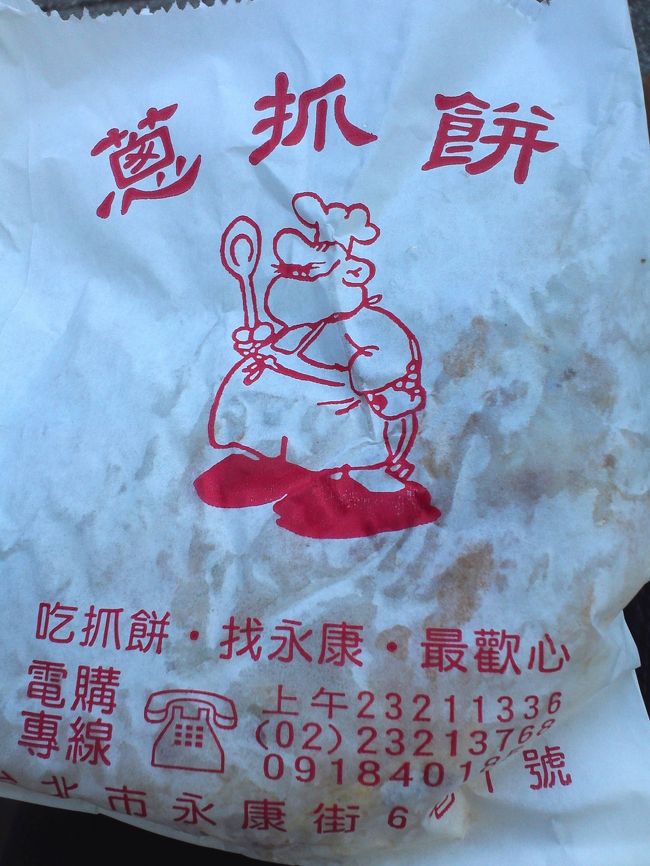 蔥抓餅
吃抓餅·找永康·最歡心
電購專線
上午23211336
(02)23213768
0918401
北市永康街6
號